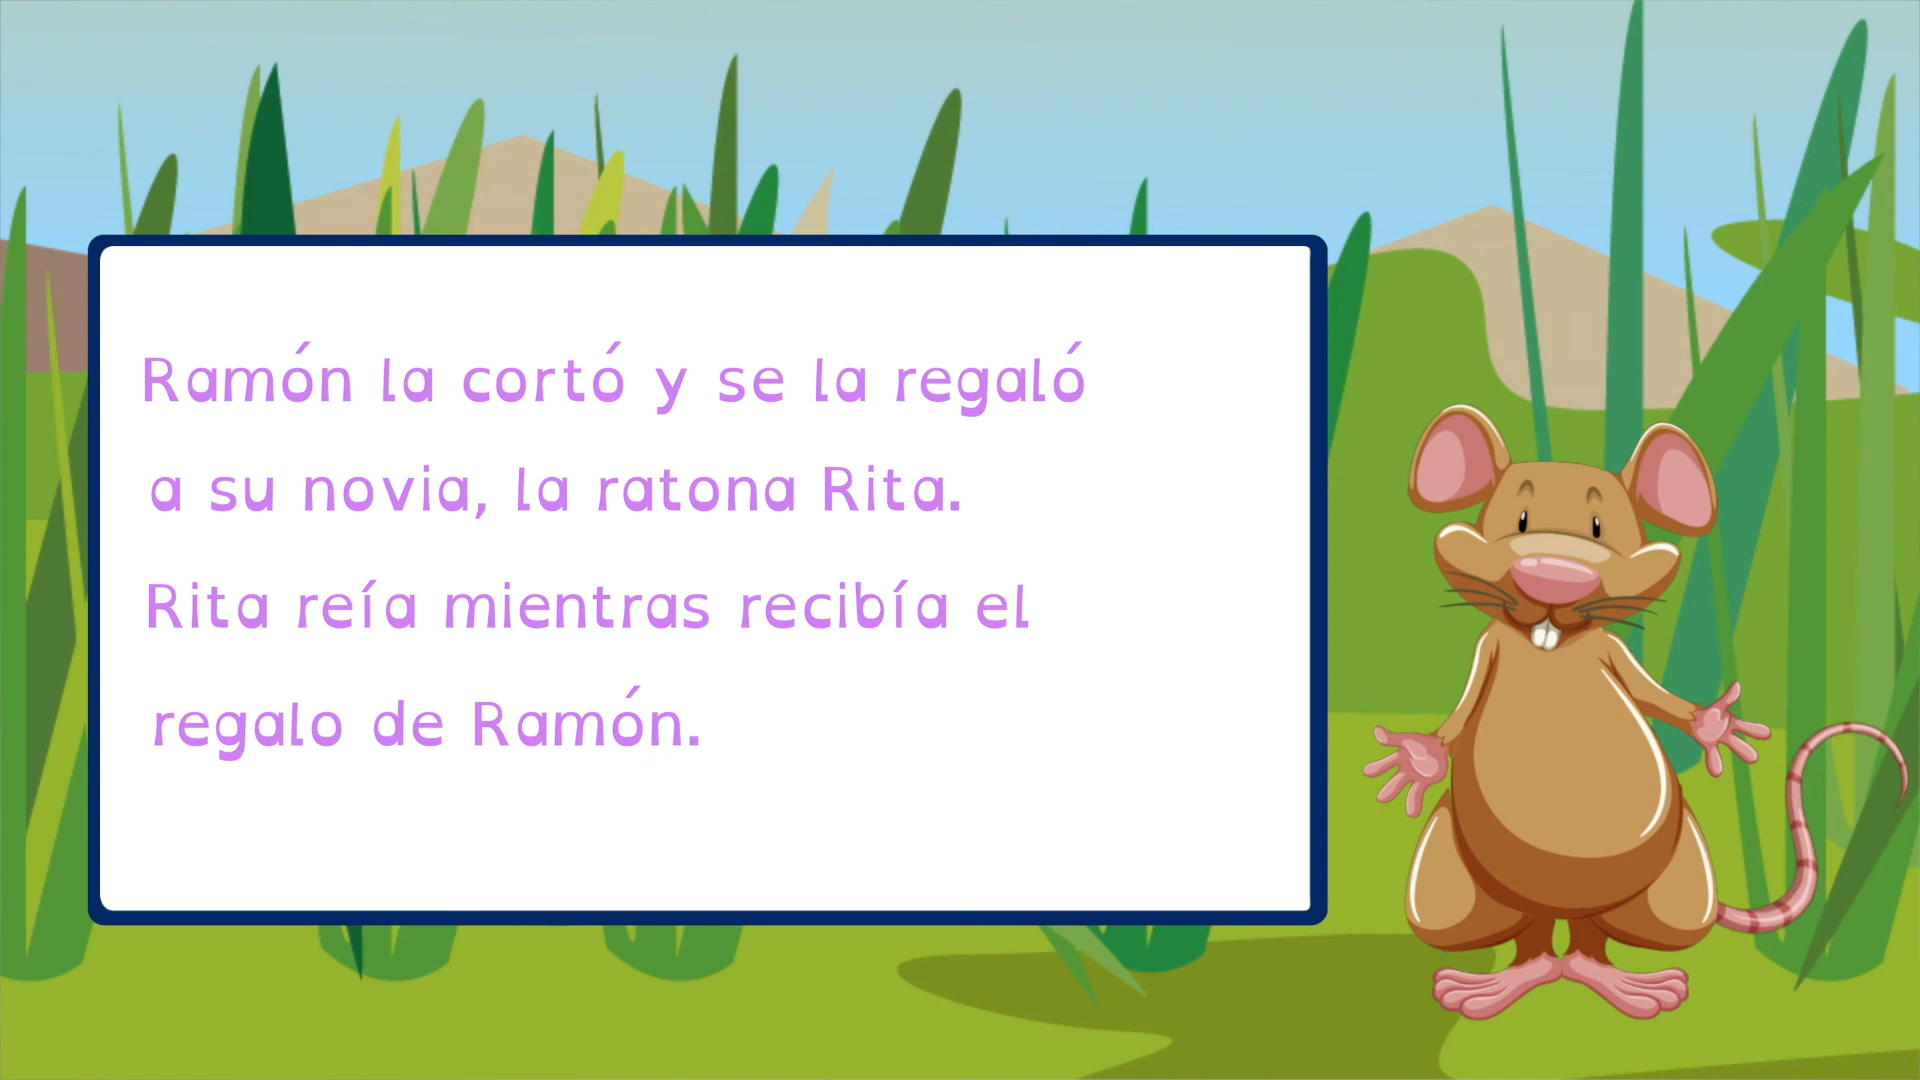 Ramón la cortó y se la regaló
a su novia, la ratona Rita.
Rita reía mientras recibía el
regalo de Ramón.